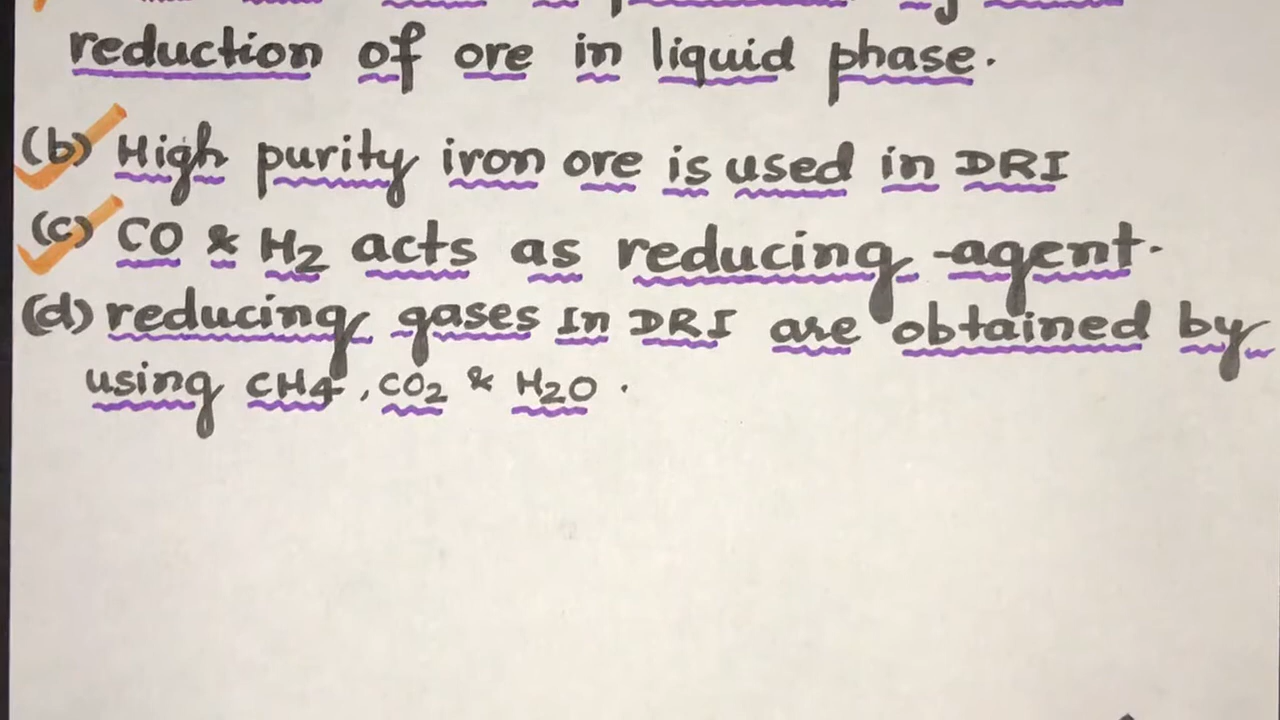 reduction of ore in liquid phase.
(b) High purity iron ore is used in DRI
(c) CO & H2 acts as reducing agent.
(d) reducing gases In DRI are obtained by
using CH4, CO2 & H2O.